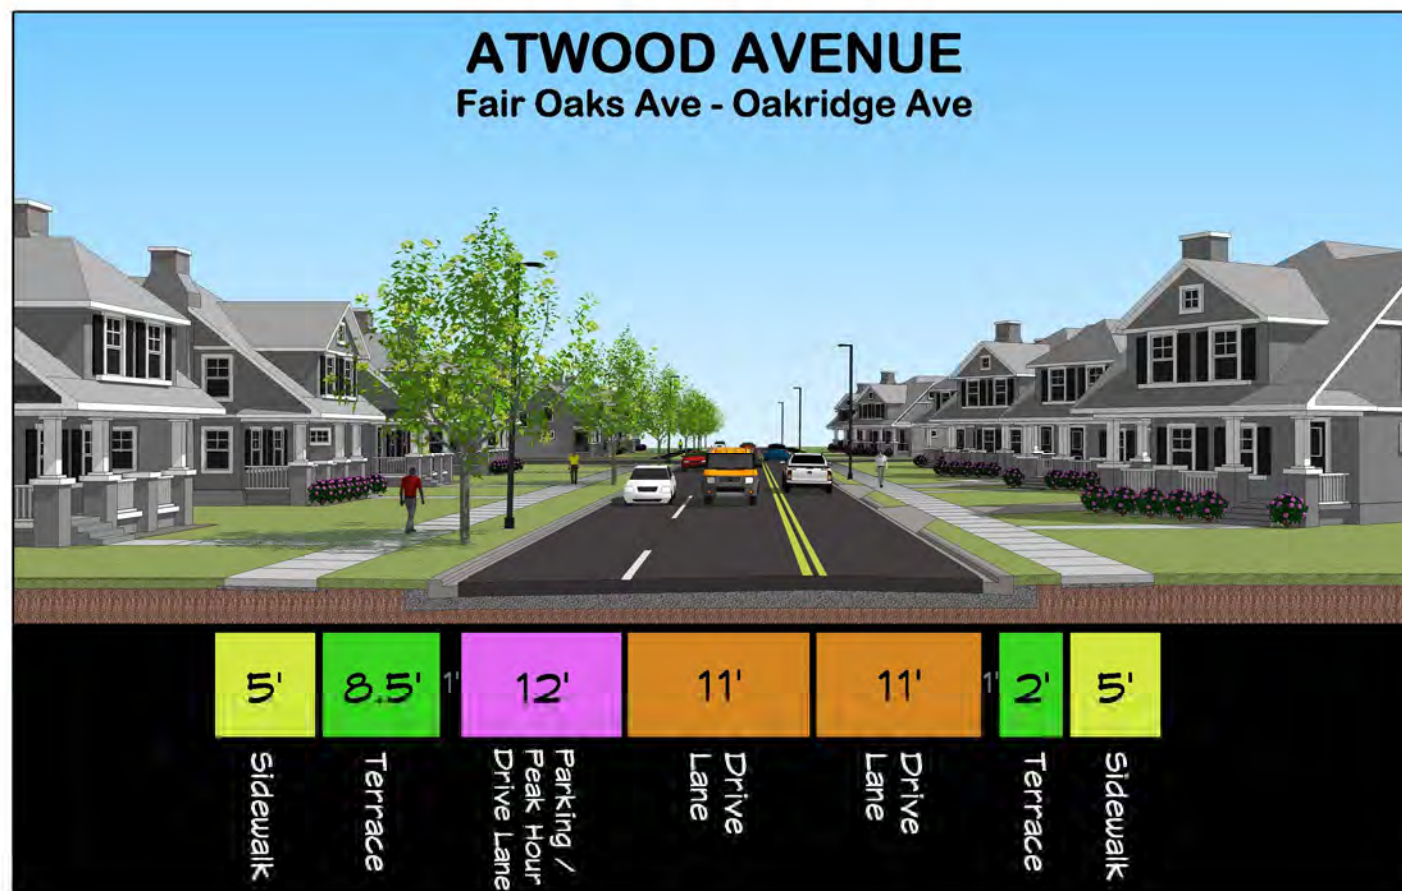 ATWOOD AVENUE
Fair Oaks Ave - Oakridge Ave
5'
8.5'
1'
12'
11'
11'
1'
2'
5'
Sidewalk
Terrace
Parking /
Peak Hour
Drive Lane
Drive
Lane
Drive
Lane
Terrace
Sidewalk